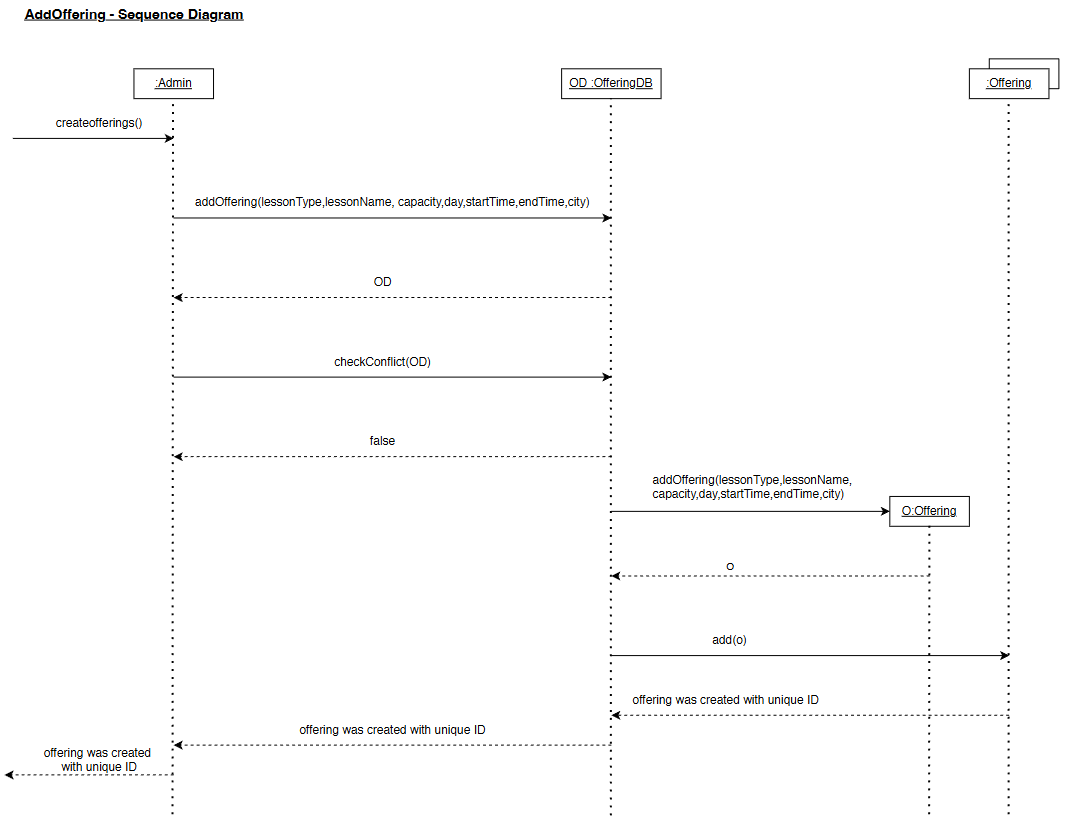 AddOffering - Sequence Diagram
:Admin
OD :OfferingDB
:Offering
createofferings()
addOffering(lessonType,lessonName, capacity,day,startTime,endTime,city)
OD
checkConflict(OD)
false
addOffering(lessonType,lessonName,
capacity,day,startTime,endTime,city)
O:Offering
o
add(o)
offering was created with unique ID
offering was created with unique ID
offering was created
with unique ID